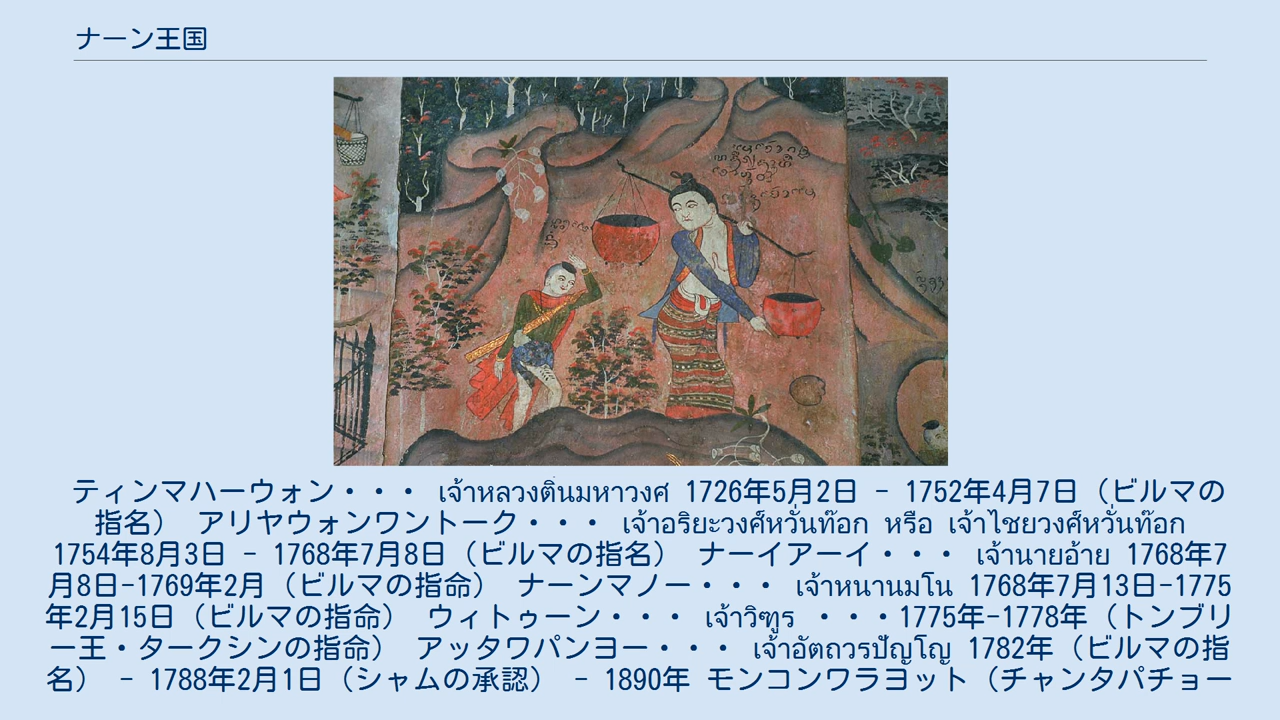 ナーン王国
ティンマハーウォン・・・ เจ้าหลวงตินมหาวงศ 1726年5月2日 - 1752年4月7日（ビルマの
指名） アリヤウォンワントーク・・・ เจ้าอริยะวงศ์หวั่นท๊อก หรือ เจ้าไชยวงศ์หวั่นท๊อก
1754年8月3日 - 1768年7月8日（ビルマの指名） ナーイアーイ・・・ เจ้านายอ้าย 1768年7
月8日-1769年2月（ビルマの指命） ナーンマノー・・・ เจ้าหนานมโน 1768年7月13日-1775
年2月15日（ビルマの指命） ウィトゥーン・・・ เจ้าวิฑูร ・・・1775年-1778年（トンブリ
ー王・タークシンの指命） アッタワパンヨー・・・ เจ้าอัตถวรปัญโญ 1782年（ビルマの指
名） - 1788年2月1日（シャムの承認） - 1890年 モンコンワラヨット（チャンタパチョー